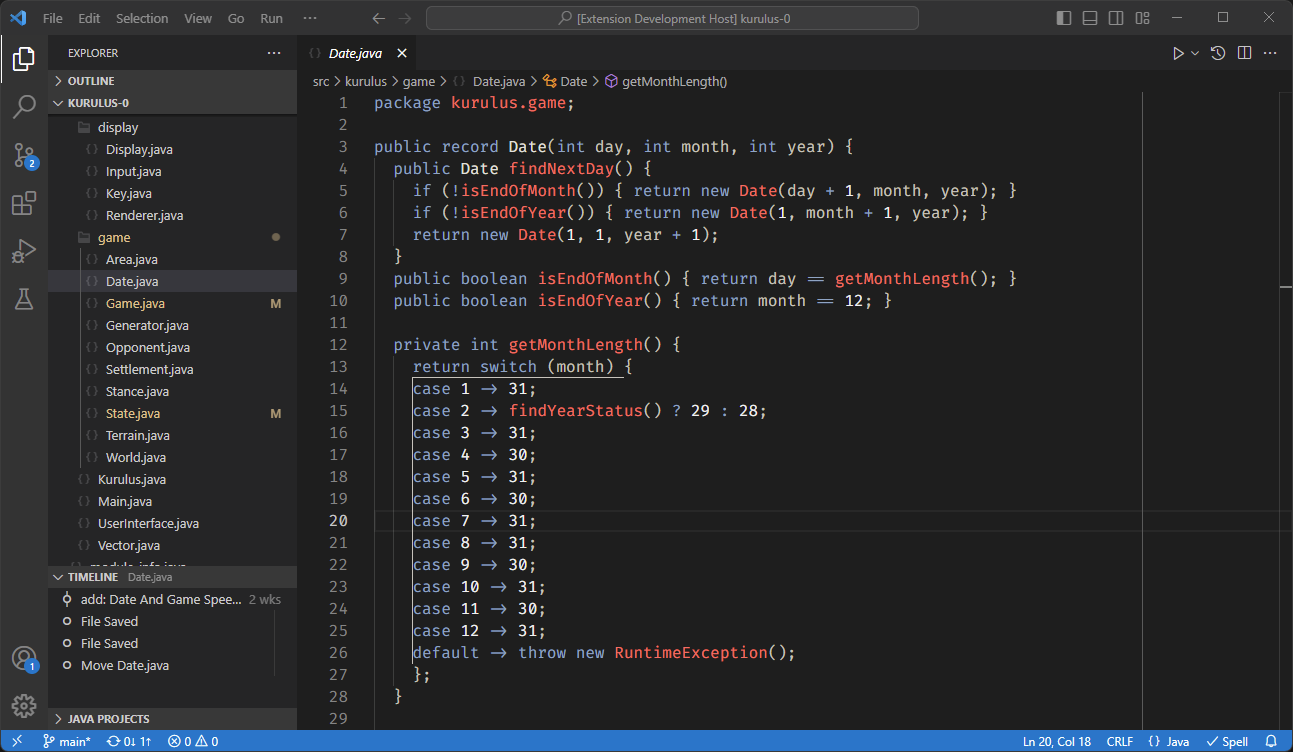 File Edit Selection View Go Run ···
[Extension Development Host] kurulus-0
EXPLORER
OUTLINE
KURULUS-0
display
Display.java
Input.java
Key.java
Renderer.java
game
Area.java
Date.java
Game.java M
Generator.java
Opponent.java
Settlement.java
Stance.java
State.java M
Terrain.java
World.java
Kurulus.java
Main.java
UserInterface.java
Vector.java
module-info.java
TIMELINE Date.java
add: Date And Game Spee... 2 wks
File Saved
File Saved
Move Date.java
JAVA PROJECTS
2
1
Date.java
src > kurulus > game > {} Date.java > Date > getMonthLength()
1 package kurulus.game;
2
3 public record Date(int day, int month, int year) {
4 public Date findNextDay() {
5 if (!isEndOfMonth()) { return new Date(day + 1, month, year); }
6 if (!isEndOfYear()) { return new Date(1, month + 1, year); }
7 return new Date(1, 1, year + 1);
8 }
9 public boolean isEndOfMonth() { return day == getMonthLength(); }
10 public boolean isEndOfYear() { return month == 12; }
11
12 private int getMonthLength() {
13 return switch (month) {
14 case 1 -> 31;
15 case 2 -> findYearStatus() ? 29 : 28;
16 case 3 -> 31;
17 case 4 -> 30;
18 case 5 -> 31;
19 case 6 -> 30;
20 case 7 -> 31;
21 case 8 -> 31;
22 case 9 -> 30;
23 case 10 -> 31;
24 case 11 -> 30;
25 case 12 -> 31;
26 default -> throw new RuntimeException();
27 };
28 }
29
main* 0↓ 1↑ 0 0 Ln 20, Col 18 CRLF {} Java Spell